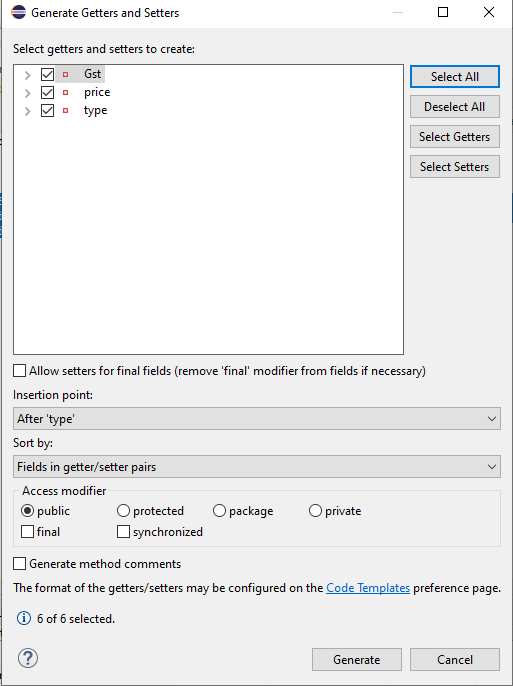 Generate Getters and Setters
Select getters and setters to create:
Gst
price
type
Select All
Deselect All
Select Getters
Select Setters
Allow setters for final fields (remove 'final' modifier from fields if necessary)
Insertion point:
After 'type'
Sort by:
Fields in getter/setter pairs
Access modifier
public protected package private
final synchronized
Generate method comments
The format of the getters/setters may be configured on the Code Templates preference page.
6 of 6 selected.
Generate Cancel